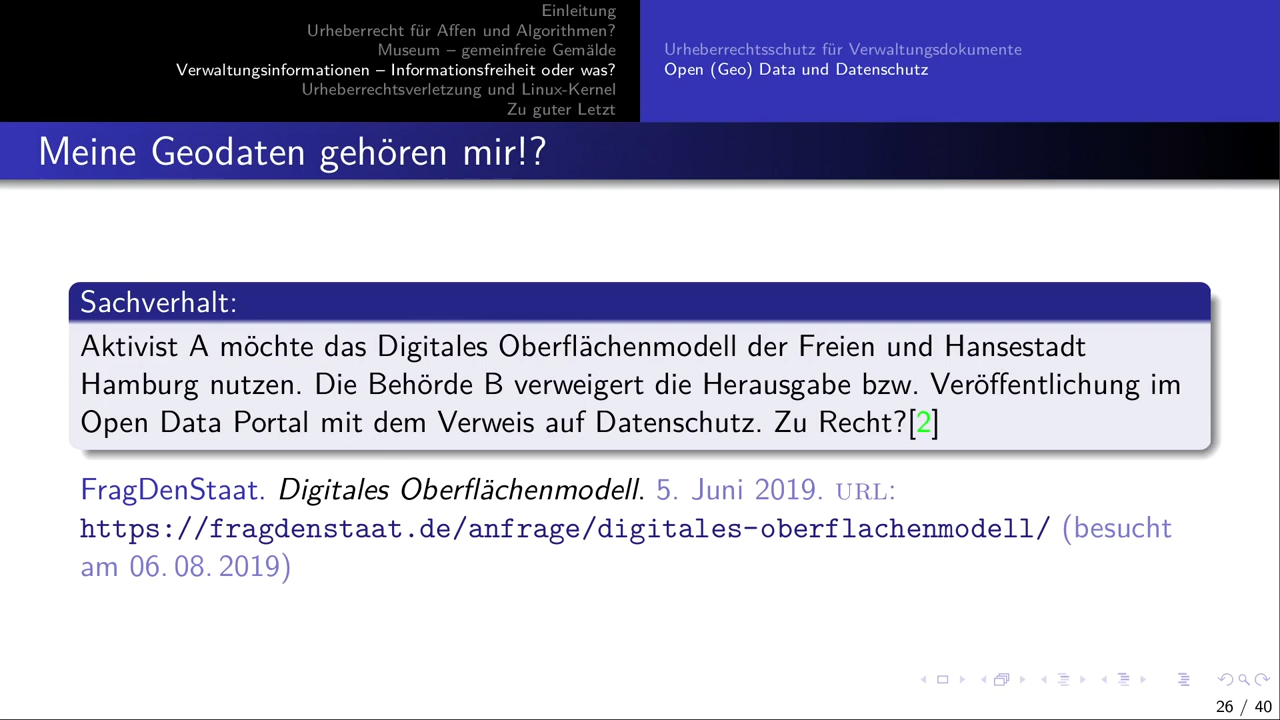 Einleitung
Urheberrecht für Affen und Algorithmen?
Museum – gemeinfreie Gemälde
Verwaltungsinformationen – Informationsfreiheit oder was?
Urheberrechtsverletzung und Linux-Kernel
Zu guter Letzt
Urheberrechtsschutz für Verwaltungsdokumente
Open (Geo) Data und Datenschutz
Meine Geodaten gehören mir!?
Sachverhalt:
Aktivist A möchte das Digitales Oberflächenmodell der Freien und Hansestadt
Hamburg nutzen. Die Behörde B verweigert die Herausgabe bzw. Veröffentlichung im
Open Data Portal mit dem Verweis auf Datenschutz. Zu Recht?[2]
FragDenStaat. Digitales Oberflächenmodell. 5. Juni 2019. URL:
https://fragdenstaat.de/anfrage/digitales-oberflachenmodell/ (besucht
am 06. 08. 2019)
26 / 40